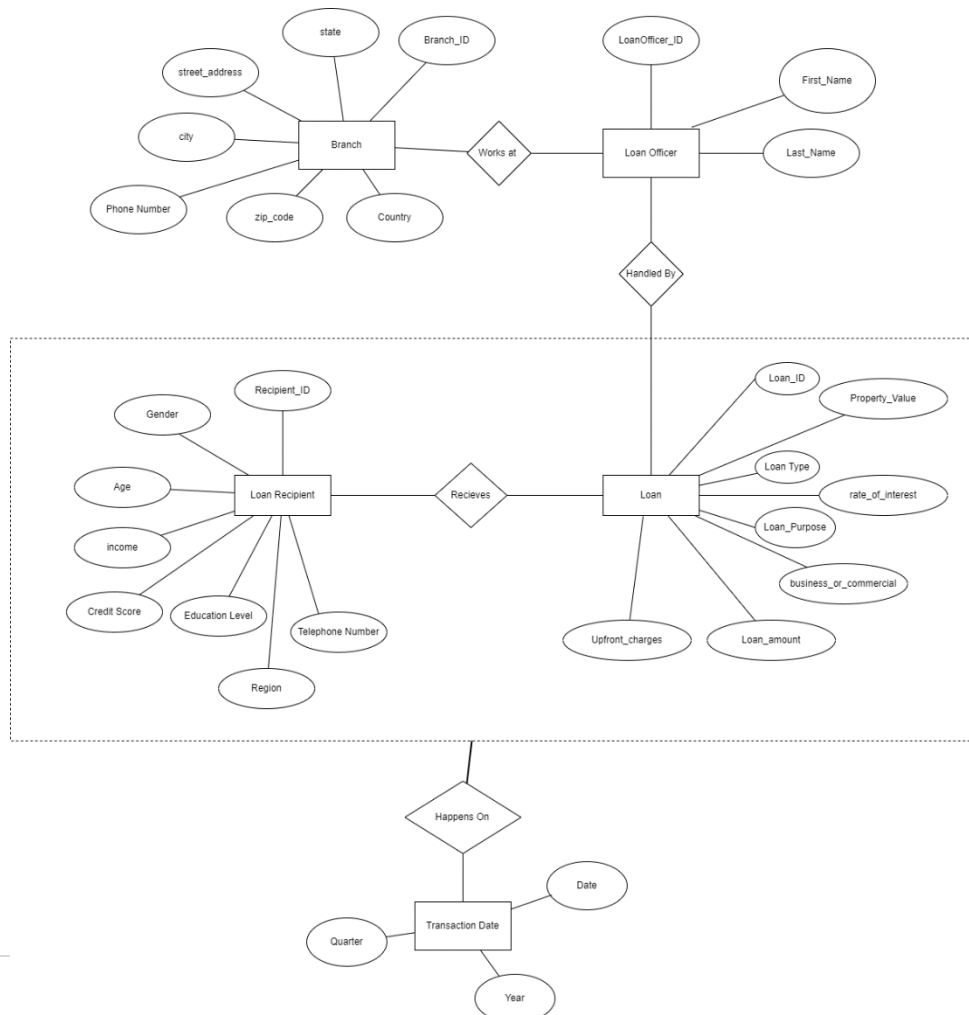 state
Branch_ID
LoanOfficer_ID
street_address
First_Name
city
Branch
Works at
Loan Officer
Last_Name
Phone Number
zip_code
Country
Handled By
Loan_ID
Recipient_ID
Property_Value
Gender
Loan Type
Age
Loan Recipient
Recieves
Loan
rate_of_interest
Loan_Purpose
income
business_or_commercial
Credit Score
Education Level
Telephone Number
Upfront_charges
Loan_amount
Region
Happens On
Date
Transaction Date
Quarter
Year